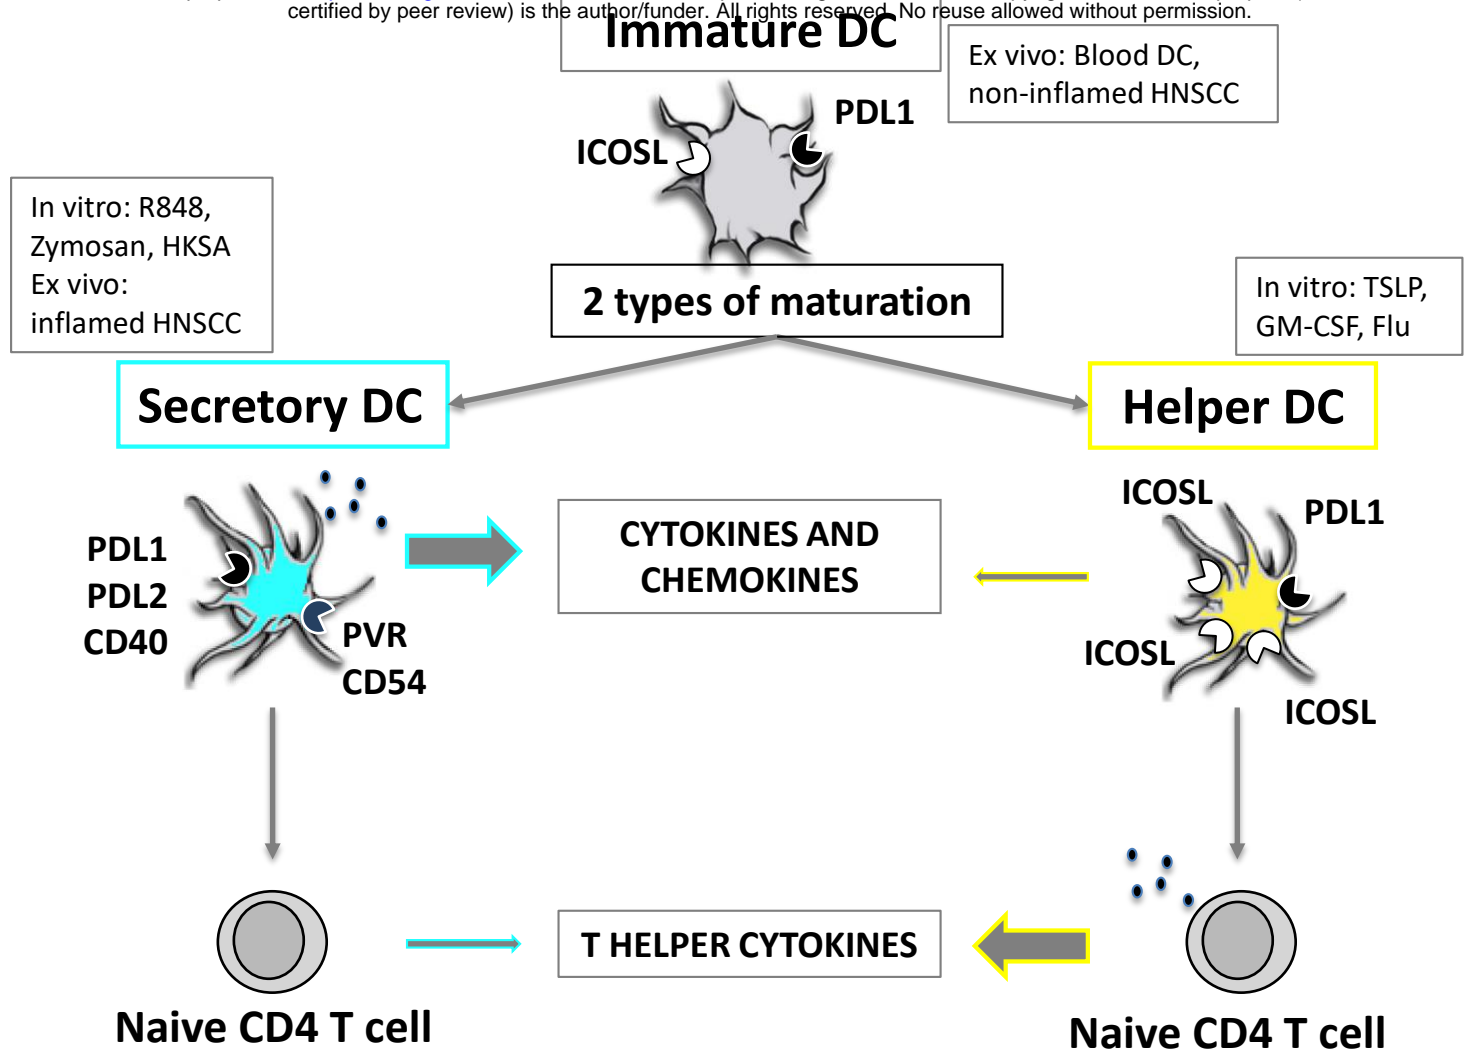 certified by peer review) is the author/funder. All rights reserved. No reuse allowed without permission.
Immature DC
Ex vivo: Blood DC,
non-inflamed HNSCC
PDL1
ICOSL
In vitro: R848,
Zymosan, HKSA
Ex vivo:
inflamed HNSCC
2 types of maturation
In vitro: TSLP,
GM-CSF, Flu
Secretory DC
Helper DC
PDL1
PDL2
CD40
PVR
CD54
CYTOKINES AND
CHEMOKINES
ICOSL
PDL1
ICOSL
ICOSL
T HELPER CYTOKINES
Naive CD4 T cell
Naive CD4 T cell